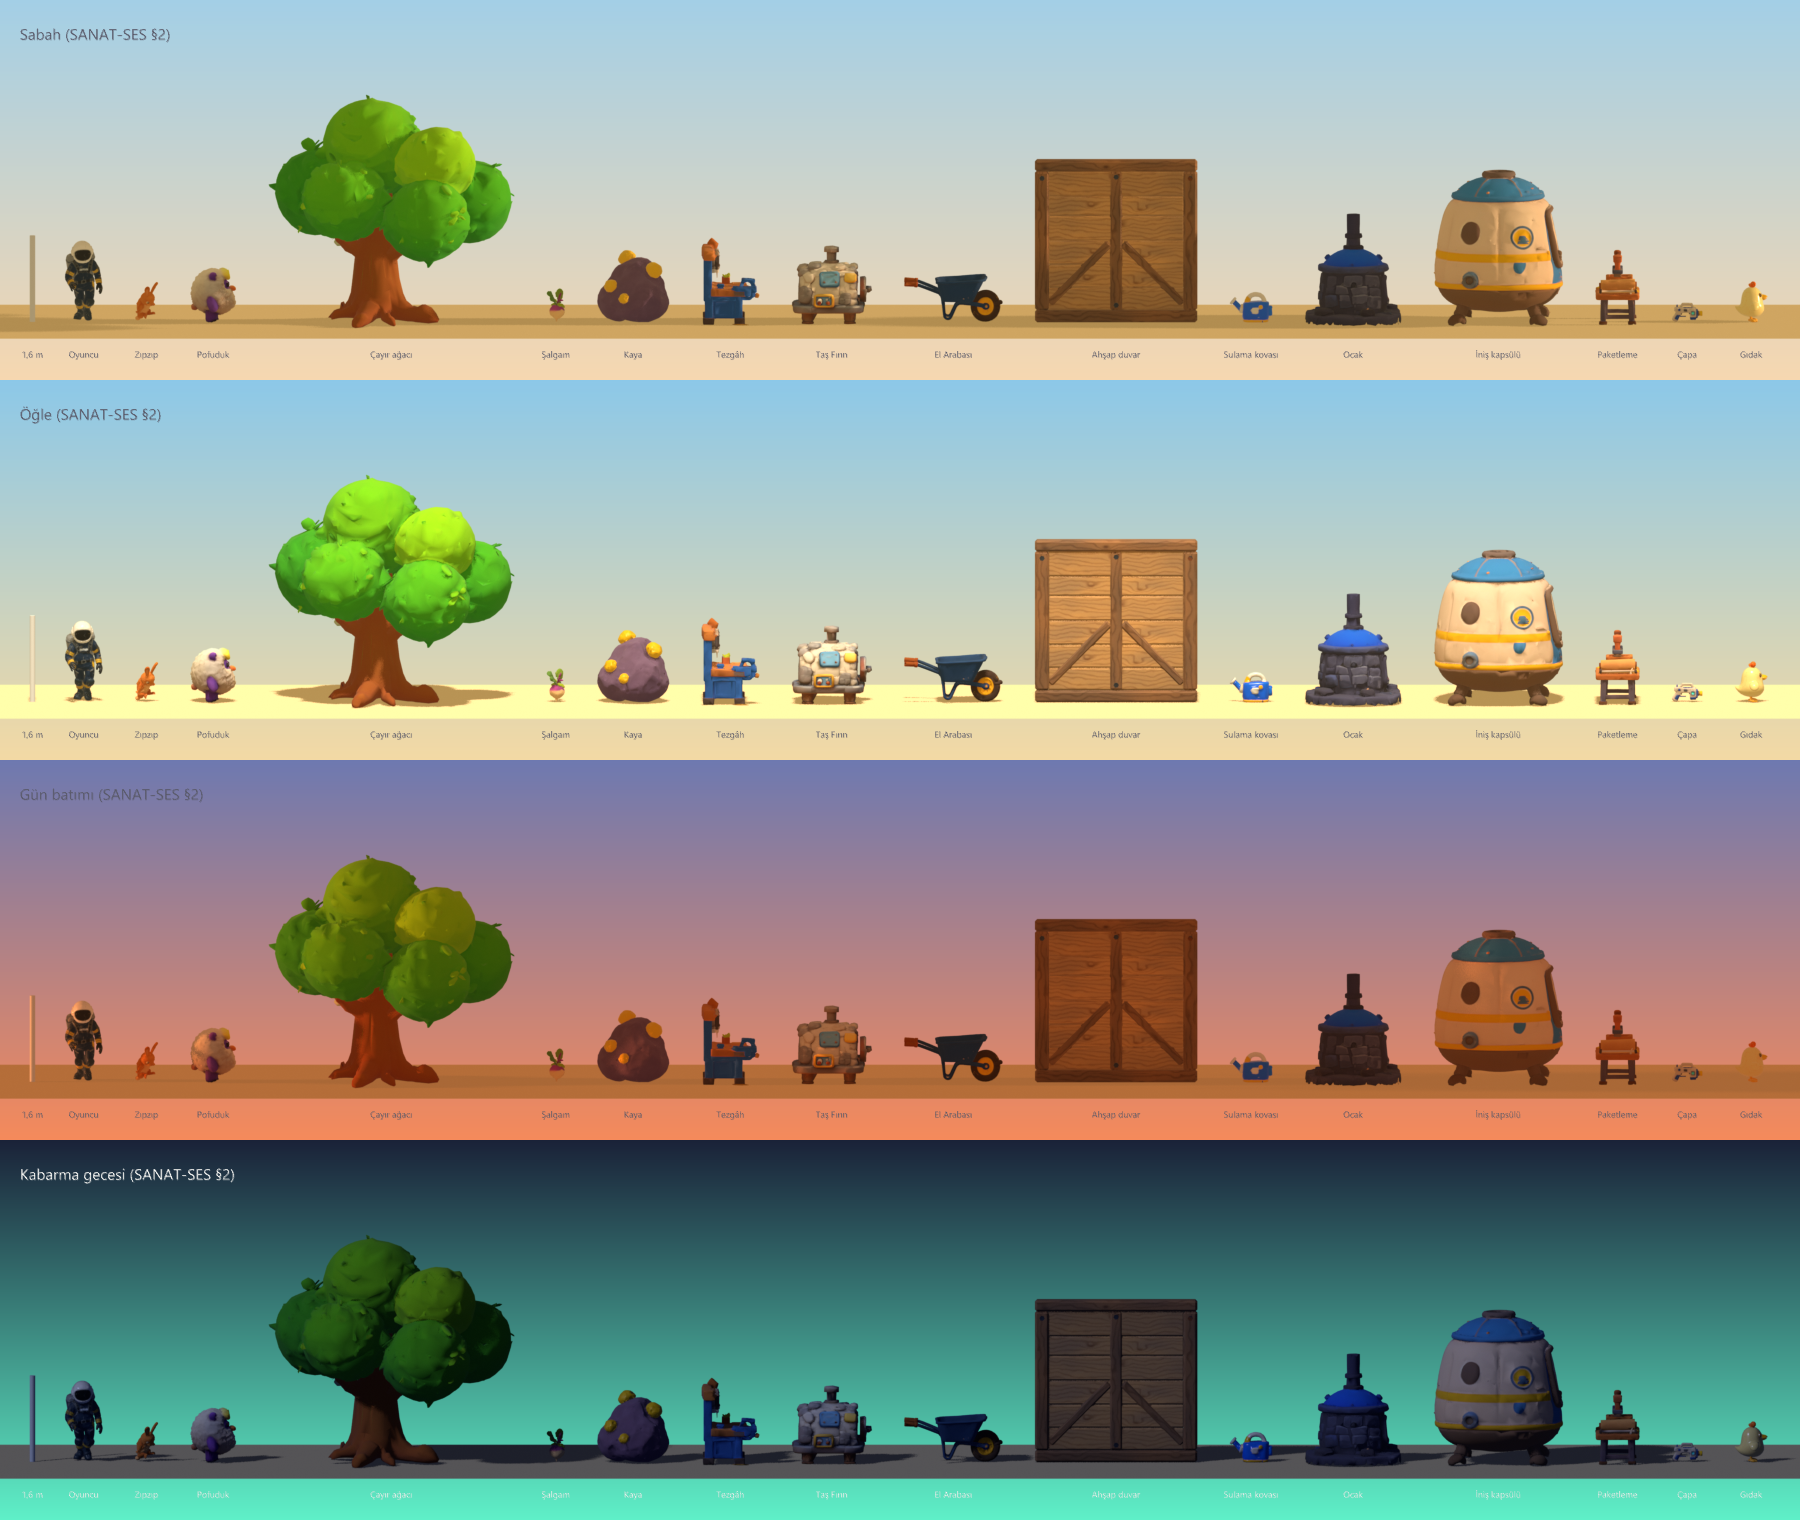 Sabah (SANAT-SES §2)
1,6 m Oyuncu Zıpzıp Pofuduk Çayır ağacı Şalgam Kaya Tezgâh Taş Fırın El Arabası Ahşap duvar Sulama kovası Ocak İniş kapsülü Paketleme Çapa Gıdak
Öğle (SANAT-SES §2)
1,6 m Oyuncu Zıpzıp Pofuduk Çayır ağacı Şalgam Kaya Tezgâh Taş Fırın El Arabası Ahşap duvar Sulama kovası Ocak İniş kapsülü Paketleme Çapa Gıdak
Gün batımı (SANAT-SES §2)
1,6 m Oyuncu Zıpzıp Pofuduk Çayır ağacı Şalgam Kaya Tezgâh Taş Fırın El Arabası Ahşap duvar Sulama kovası Ocak İniş kapsülü Paketleme Çapa Gıdak
Kabarma gecesi (SANAT-SES §2)
1,6 m Oyuncu Zıpzıp Pofuduk Çayır ağacı Şalgam Kaya Tezgâh Taş Fırın El Arabası Ahşap duvar Sulama kovası Ocak İniş kapsülü Paketleme Çapa Gıdak